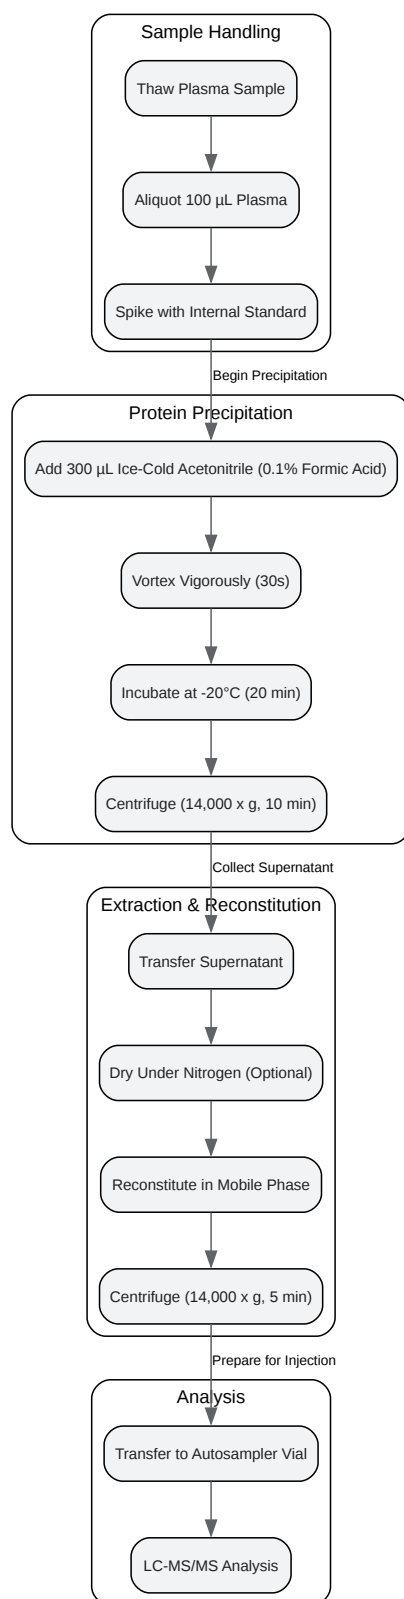 Sample Handling
Thaw Plasma Sample
Aliquot 100 µL Plasma
Spike with Internal Standard
Begin Precipitation
Protein Precipitation
Add 300 µL Ice-Cold Acetonitrile (0.1% Formic Acid)
Vortex Vigorously (30s)
Incubate at -20°C (20 min)
Centrifuge (14,000 x g, 10 min)
Collect Supernatant
Extraction & Reconstitution
Transfer Supernatant
Dry Under Nitrogen (Optional)
Reconstitute in Mobile Phase
Centrifuge (14,000 x g, 5 min)
Prepare for Injection
Analysis
Transfer to Autosampler Vial
LC-MS/MS Analysis